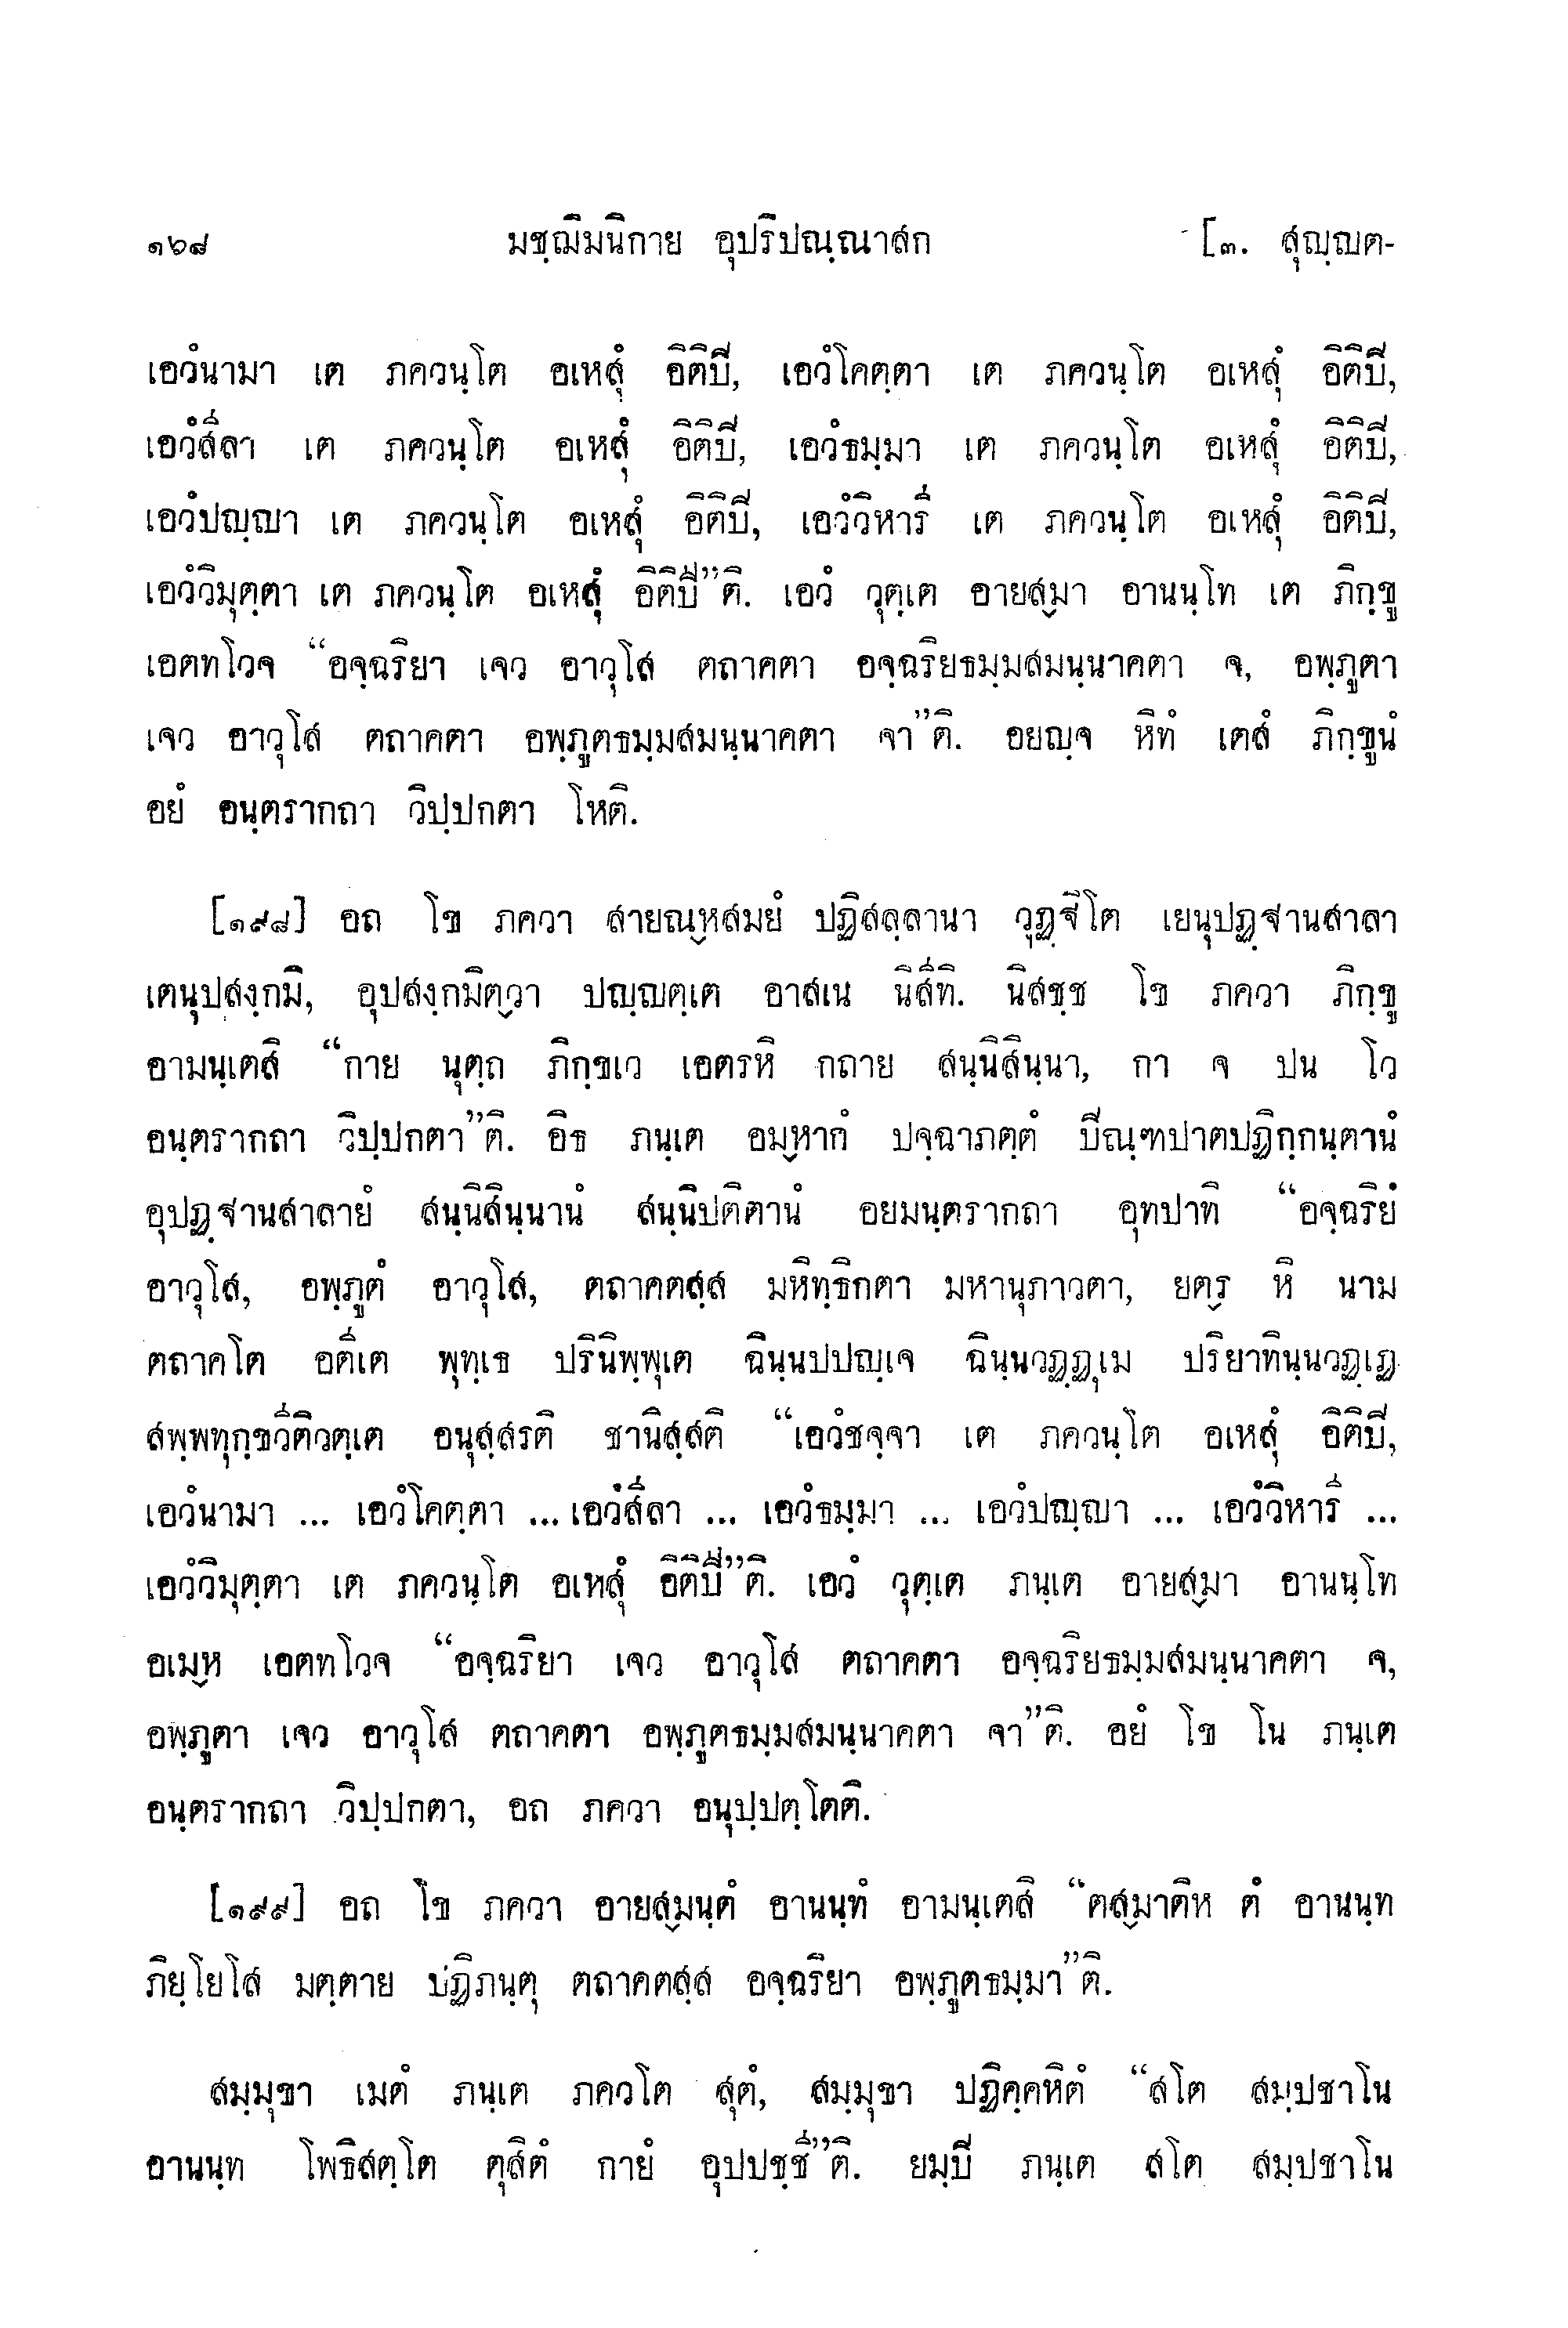 ๑๖๘ มชฺฌิมนิกาย อุปริปณฺณาสก [๓. สุญฺญต-
เอวํนามา เต ภควนฺโต อเหสุํ อิติปิ, เอวํโคตฺตา เต ภควนฺโต อเหสุํ อิติปิ,
เอวํสีลา เต ภควนฺโต อเหสุํ อิติปิ, เอวํธมฺมา เต ภควนฺโต อเหสุํ อิติปิ,
เอวํปญฺญา เต ภควนฺโต อเหสุํ อิติปิ, เอวํวิหารี เต ภควนฺโต อเหสุํ อิติปิ,
เอวํวิมุตฺตา เต ภควนฺโต อเหสุํ อิติปี”ติ. เอวํ วุตฺเต อายสฺมา อานนฺโท เต ภิกฺขู
เอตทโวจ “อจฺฉริยา เจว อาวุโส ตถาคตา อจฺฉริยธมฺมสมนฺนาคตา จ, อพฺภูตา
เจว อาวุโส ตถาคตา อพฺภูตธมฺมสมนฺนาคตา จา”ติ. อยญฺจ หิทํ เตสํ ภิกฺขูนํ
อยํ อนฺตรากถา วิปฺปกตา โหติ.
[๑๙๘] อถ โข ภควา สายณฺหสมยํ ปฏิสลฺลานา วุฏฺฐิโต เยนุปฏฺฐานสาลา
เตนุปสงฺกมิ, อุปสงฺกมิตฺวา ปญฺญตฺเต อาสเน นิสีทิ. นิสชฺช โข ภควา ภิกฺขู
อามนฺเตสิ “กาย นุตฺถ ภิกฺขเว เอตรหิ กถาย สนฺนิสินฺนา, กา จ ปน โว
อนฺตรากถา วิปฺปกตา”ติ. อิธ ภนฺเต อมฺหากํ ปจฺฉาภตฺตํ ปิณฺฑปาตปฏิกฺกนฺตานํ
อุปฏฺฐานสาลายํ สนฺนิสินฺนานํ สนฺนิปติตานํ อยมนฺตรากถา อุทปาทิ “อจฺฉริยํ
อาวุโส, อพฺภูตํ อาวุโส, ตถาคตสฺส มหิทฺธิกตา มหานุภาวตา, ยตฺร หิ นาม
ตถาคโต อตีเต พุทฺเธ ปรินิพฺพุเต ฉินฺนปปญฺเจ ฉินฺนวฏฺฏุเม ปริยาทินฺนวฏฺเฏ
สพฺพทุกฺขวีติวตฺเต อนุสฺสรติ ชานิสฺสติ “เอวํชจฺจา เต ภควนฺโต อเหสุํ อิติปิ,
เอวํนามา ... เอวํโคตฺตา ... เอวํสีลา ... เอวํธมฺมา ... เอวํปญฺญา ... เอวํวิหารี ...
เอวํวิมุตฺตา เต ภควนฺโต อเหสุํ อิติปี”ติ. เอวํ วุตฺเต ภนฺเต อายสฺมา อานนฺโท
อเมฺห เอตทโวจ “อจฺฉริยา เจว อาวุโส ตถาคตา อจฺฉริยธมฺมสมนฺนาคตา จ,
อพฺภูตา เจว อาวุโส ตถาคตา อพฺภูตธมฺมสมนฺนาคตา จา”ติ. อยํ โข โน ภนฺเต
อนฺตรากถา วิปฺปกตา, อถ ภควา อนุปฺปตฺโตติ.
[๑๙๙] อถ โข ภควา อายสฺมนฺตํ อานนฺทํ อามนฺเตสิ “ตสฺมาติห ตํ อานนฺท
ภิยฺโยโส มตฺตาย ปฏิภนฺตุ ตถาคตสฺส อจฺฉริยา อพฺภูตธมฺมา”ติ.
สมฺมุขา เมตํ ภนฺเต ภควโต สุตํ, สมฺมุขา ปฏิคฺคหิตํ “สโต สมฺปชาโน
อานนฺท โพธิสตฺโต ตุสิตํ กายํ อุปปชฺชี”ติ. ยมฺปิ ภนฺเต สโต สมฺปชาโน